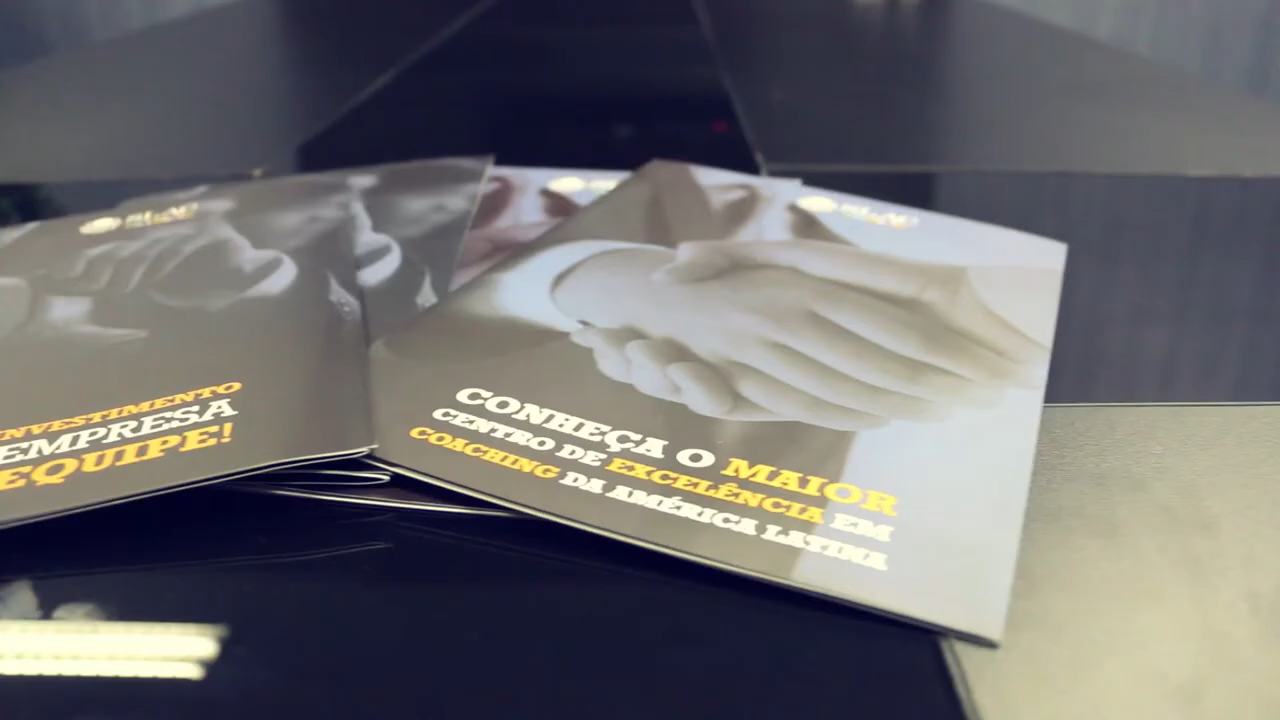 INVESTIMENTO
EMPRESA
EQUIPE!
CONHEÇA O MAIOR
CENTRO DE EXCELÊNCIA EM
COACHING DA AMÉRICA LATINA